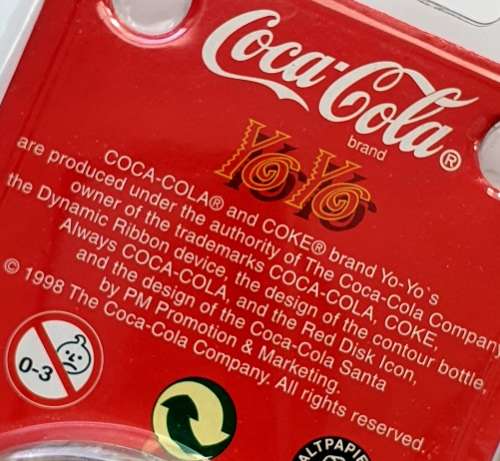 Coca-Cola®
brand
YoYo
COCA-COLA® and COKE® brand Yo-Yo`s
are produced under the authority of The Coca-Cola Company
owner of the trademarks COCA-COLA, COKE,
the Dynamic Ribbon device, the design of the contour bottle,
Always COCA-COLA, and the Red Disk Icon,
and the design of the Coca-Cola Santa
by PM Promotion & Marketing.
© 1998 The Coca-Cola Company. All rights reserved.
0-3
ALTPAPIE